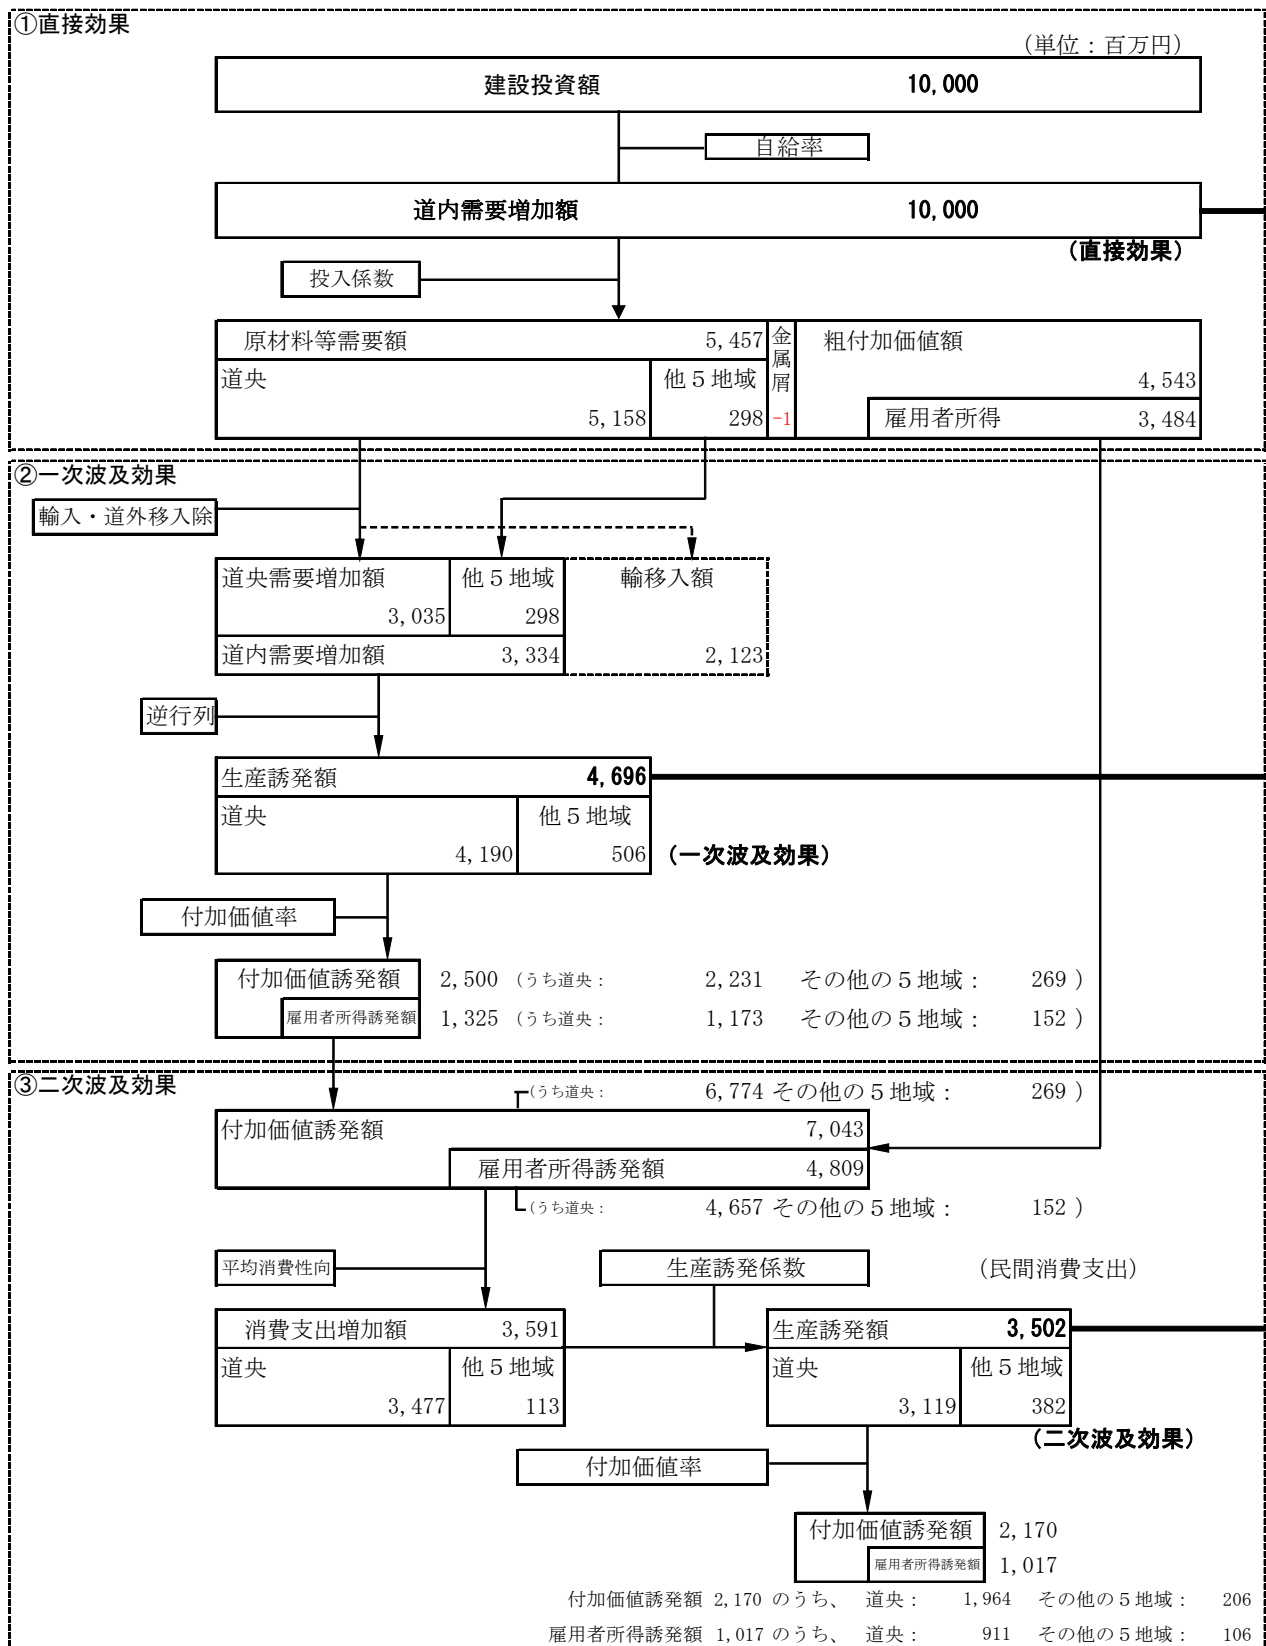 ①直接効果
（単位：百万円）
建設投資額 10,000
自給率
道内需要増加額 10,000
（直接効果）
投入係数
原材料等需要額 5,457 金属屑 粗付加価値額
道央 他５地域 4,543
5,158 298 -1 雇用者所得 3,484
②一次波及効果
輸入・道外移入除
道央需要増加額 他５地域 輸移入額
3,035 298
道内需要増加額 3,334 2,123
逆行列
生産誘発額 4,696
道央 他５地域
4,190 506 （一次波及効果）
付加価値率
付加価値誘発額 2,500 （うち道央： 2,231 その他の５地域： 269 ）
雇用者所得誘発額 1,325 （うち道央： 1,173 その他の５地域： 152 ）
③二次波及効果
（うち道央： 6,774 その他の５地域： 269 ）
付加価値誘発額 7,043
雇用者所得誘発額 4,809
（うち道央： 4,657 その他の５地域： 152 ）
平均消費性向 生産誘発係数 （民間消費支出）
消費支出増加額 3,591 生産誘発額 3,502
道央 他５地域 道央 他５地域
3,477 113 3,119 382
（二次波及効果）
付加価値率
付加価値誘発額 2,170
雇用者所得誘発額 1,017
付加価値誘発額 2,170 のうち、 道央： 1,964 その他の５地域： 206
雇用者所得誘発額 1,017 のうち、 道央： 911 その他の５地域： 106